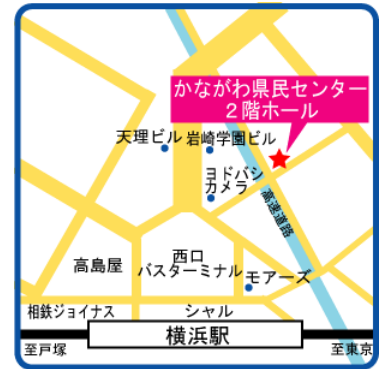 かながわ県民センター
２階ホール
天理ビル
岩崎学園ビル
ヨドバシ
カメラ
高速道路
高島屋
西口
バスターミナル
モアーズ
相鉄ジョイナス
シャル
横浜駅
至戸塚
至東京